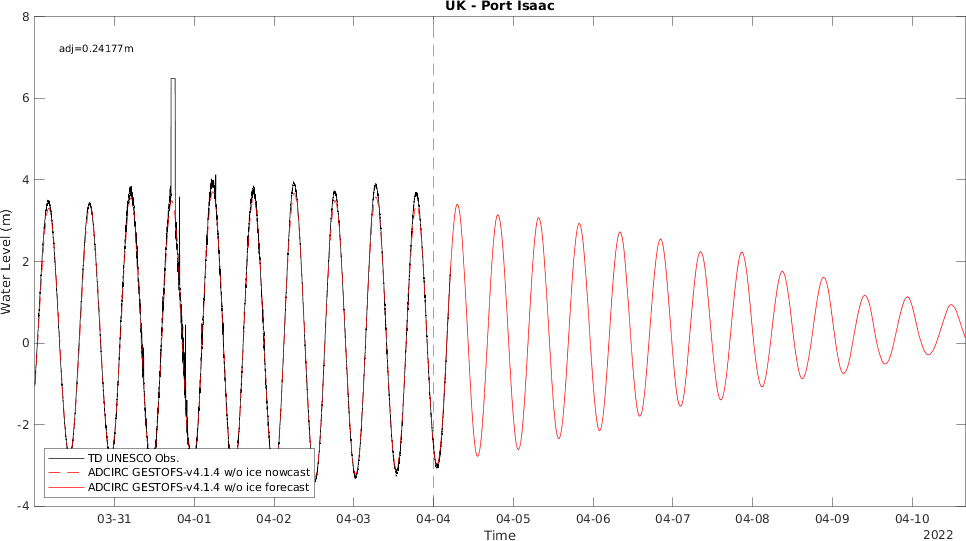 UK - Port Isaac
adj=0.24177m
8
6
4
2
0
-2
-4
Water Level (m)
TD UNESCO Obs.
ADCIRC GESTOFS-v4.1.4 w/o ice nowcast
ADCIRC GESTOFS-v4.1.4 w/o ice forecast
03-31 04-01 04-02 04-03 04-04 04-05 04-06 04-07 04-08 04-09 04-10
Time
2022